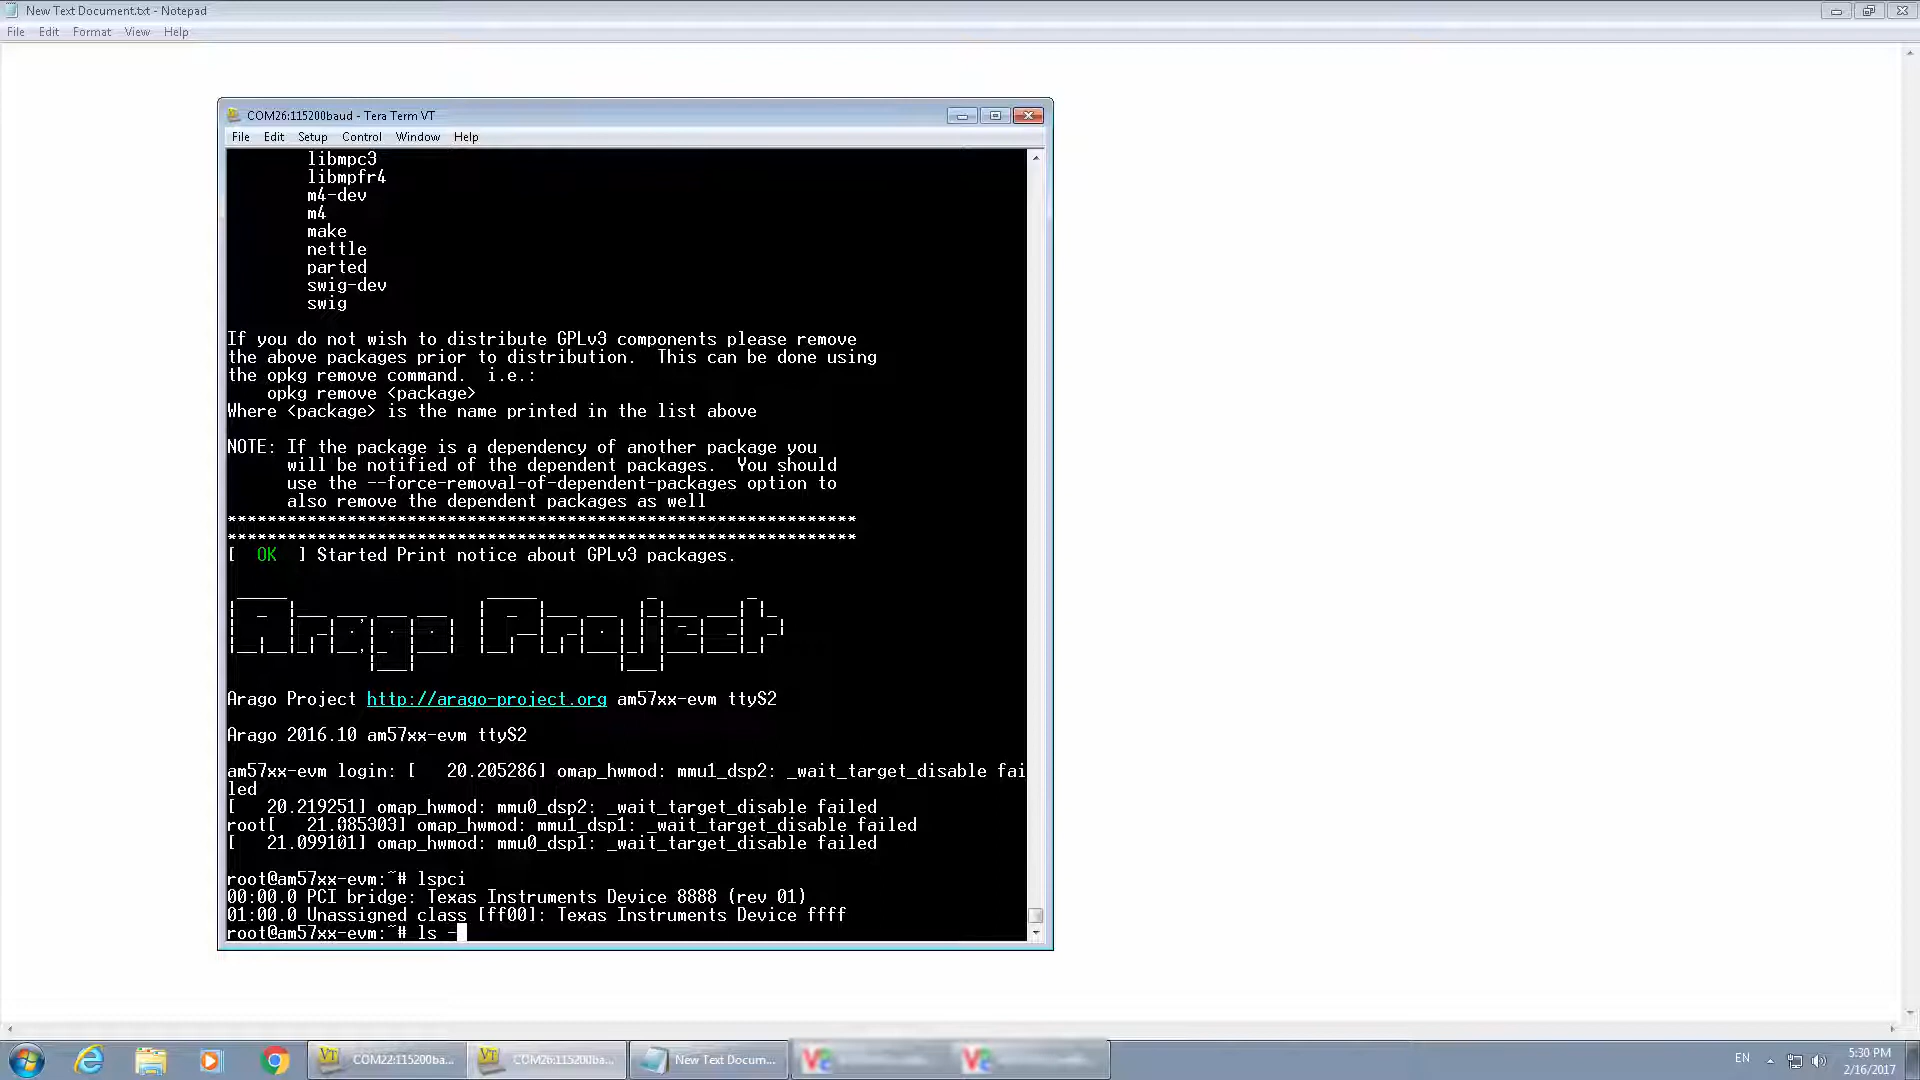 New Text Document.txt - Notepad
File Edit Format View Help
COM26:115200baud - Tera Term VT
File Edit Setup Control Window Help
libmpc3
libmpfr4
m4-dev
m4
make
nettle
parted
swig-dev
swig
If you do not wish to distribute GPLv3 components please remove
the above packages prior to distribution.  This can be done using
the opkg remove command.  i.e.:
opkg remove <package>
Where <package> is the name printed in the list above
NOTE: If the package is a dependency of another package you
will be notified of the dependent packages.  You should
use the --force-removal-of-dependent-packages option to
also remove the dependent packages as well
***************************************************************
***************************************************************
[  OK  ] Started Print notice about GPLv3 packages.
Arago Project
Arago Project http://arago-project.org am57xx-evm ttyS2
Arago 2016.10 am57xx-evm ttyS2
am57xx-evm login: [   20.205286] omap_hwmod: mmu1_dsp2: _wait_target_disable fai
led
[   20.219251] omap_hwmod: mmu0_dsp2: _wait_target_disable failed
root[   21.085303] omap_hwmod: mmu1_dsp1: _wait_target_disable failed
[   21.099101] omap_hwmod: mmu0_dsp1: _wait_target_disable failed
root@am57xx-evm:~# lspci
00:00.0 PCI bridge: Texas Instruments Device 8888 (rev 01)
01:00.0 Unassigned class [ff00]: Texas Instruments Device ffff
root@am57xx-evm:~# ls -
COM22:115200ba... COM26:115200ba... New Text Docum... EN 5:30 PM
2/16/2017